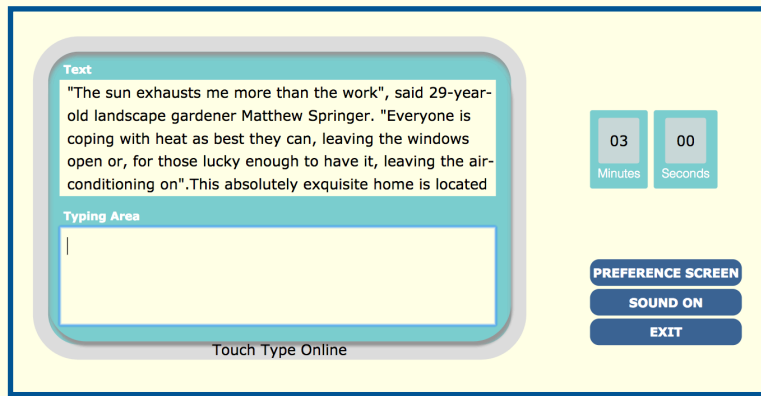 Text
"The sun exhausts me more than the work", said 29-year-
old landscape gardener Matthew Springer. "Everyone is
coping with heat as best they can, leaving the windows
open or, for those lucky enough to have it, leaving the air-
conditioning on".This absolutely exquisite home is located
Typing Area
Touch Type Online
03 00
Minutes Seconds
PREFERENCE SCREEN
SOUND ON
EXIT